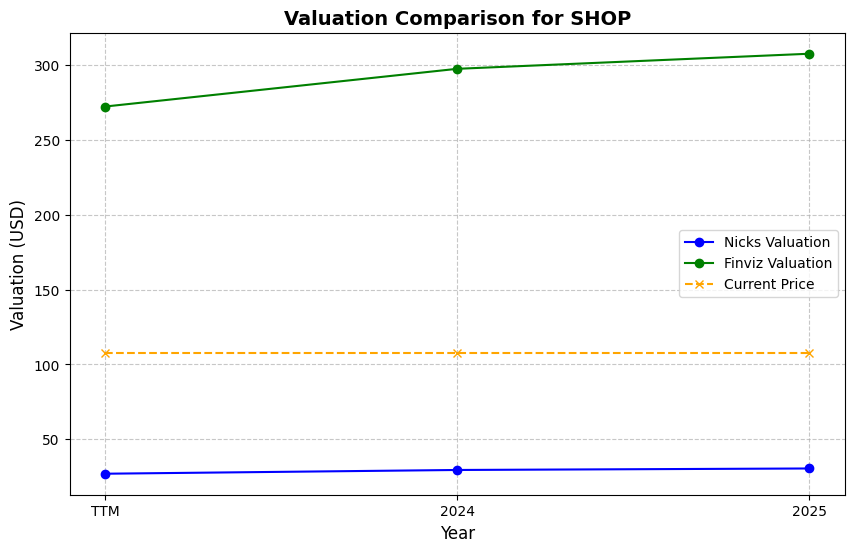 Valuation Comparison for SHOP
Valuation (USD)
300
250
200
150
100
50
Nicks Valuation
Finviz Valuation
Current Price
TTM 2024 2025
Year